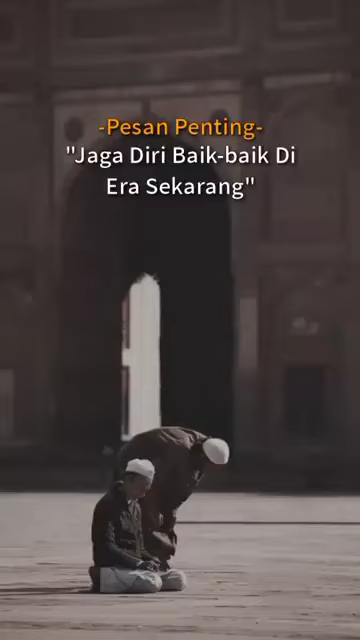 -Pesan Penting-
"Jaga Diri Baik-baik Di
Era Sekarang"